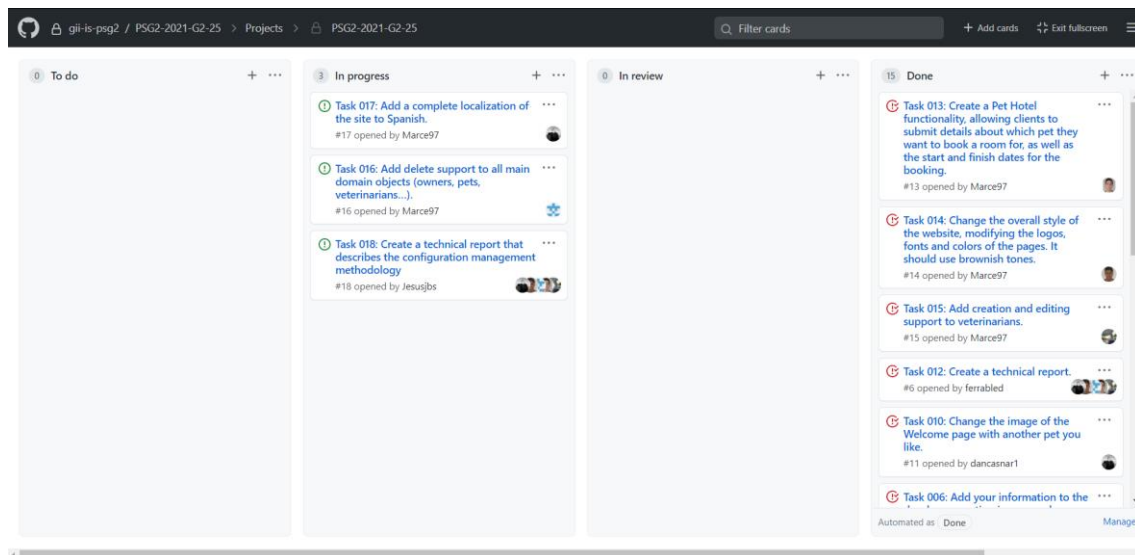 gii-is-psg2 / PSG2-2021-G2-25 > Projects > PSG2-2021-G2-25
Filter cards
+ Add cards
Exit fullscreen
0 To do
3 In progress
Task 017: Add a complete localization of
the site to Spanish.
#17 opened by Marce97
Task 016: Add delete support to all main
domain objects (owners, pets,
veterinarians...).
#16 opened by Marce97
Task 018: Create a technical report that
describes the configuration management
methodology
#18 opened by Jesusjbs
0 In review
15 Done
Task 013: Create a Pet Hotel
functionality, allowing clients to
submit details about which pet they
want to book a room for, as well as
the start and finish dates for the
booking.
#13 opened by Marce97
Task 014: Change the overall style of
the website, modifying the logos,
fonts and colors of the pages. It
should use brownish tones.
#14 opened by Marce97
Task 015: Add creation and editing
support to veterinarians.
#15 opened by Marce97
Task 012: Create a technical report.
#6 opened by ferrabled
Task 010: Change the image of the
Welcome page with another pet you
like.
#11 opened by dancasnar1
Task 006: Add your information to the
Automated as Done
Manage